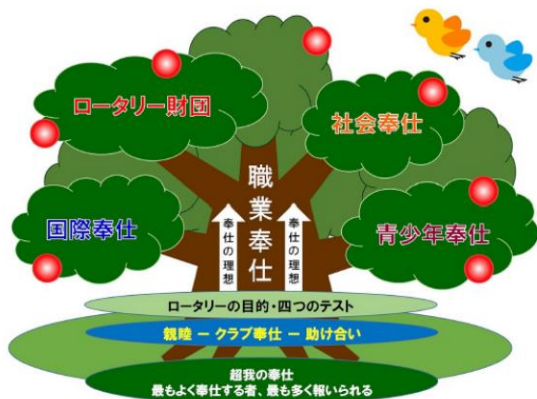 ロータリー財団
社会奉仕
職業奉仕
国際奉仕
奉仕の理想
奉仕の理想
青少年奉仕
ロータリーの目的・四つのテスト
親睦 － クラブ奉仕 － 助け合い
超我の奉仕
最もよく奉仕する者、最も多く報いられる